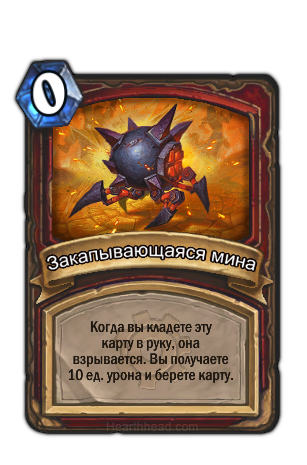 0
Закапывающаяся мина
Когда вы кладете эту
карту в руку, она
взрывается. Вы получаете
10 ед. урона и берете карту.
Hearthhead.com